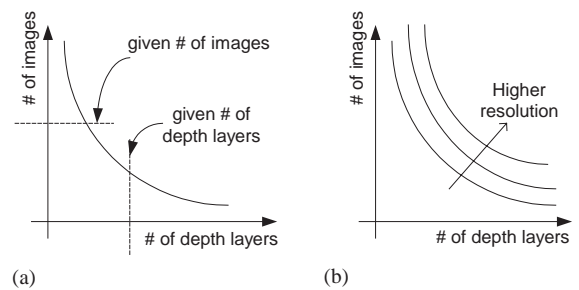 # of images
given # of images
given # of
depth layers
# of depth layers
(a)
# of images
Higher
resolution
# of depth layers
(b)